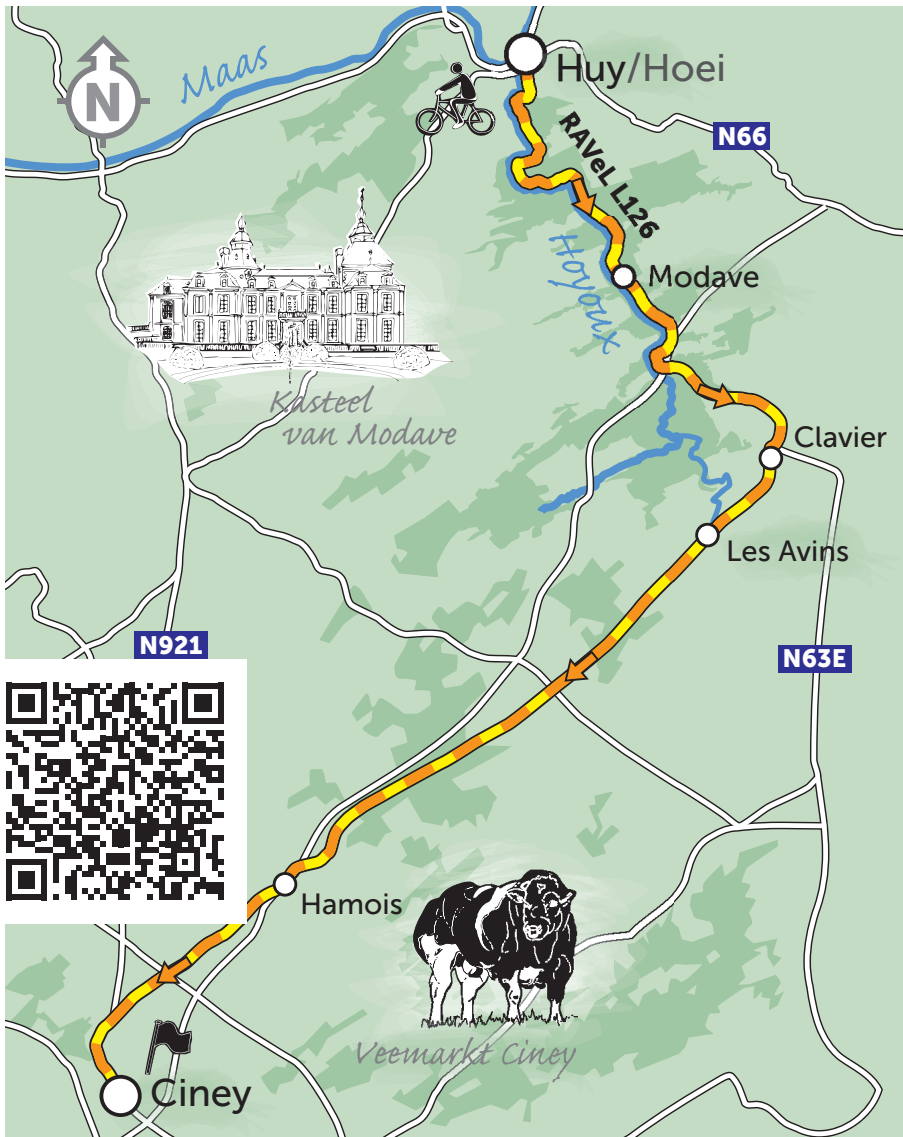 N
Maas
Huy/Hoei
N66
RAVeL L126
Hoyoux
Modave
Kasteel
van Modave
Clavier
Les Avins
N921
N63E
Hamois
Veemarkt Ciney
Ciney